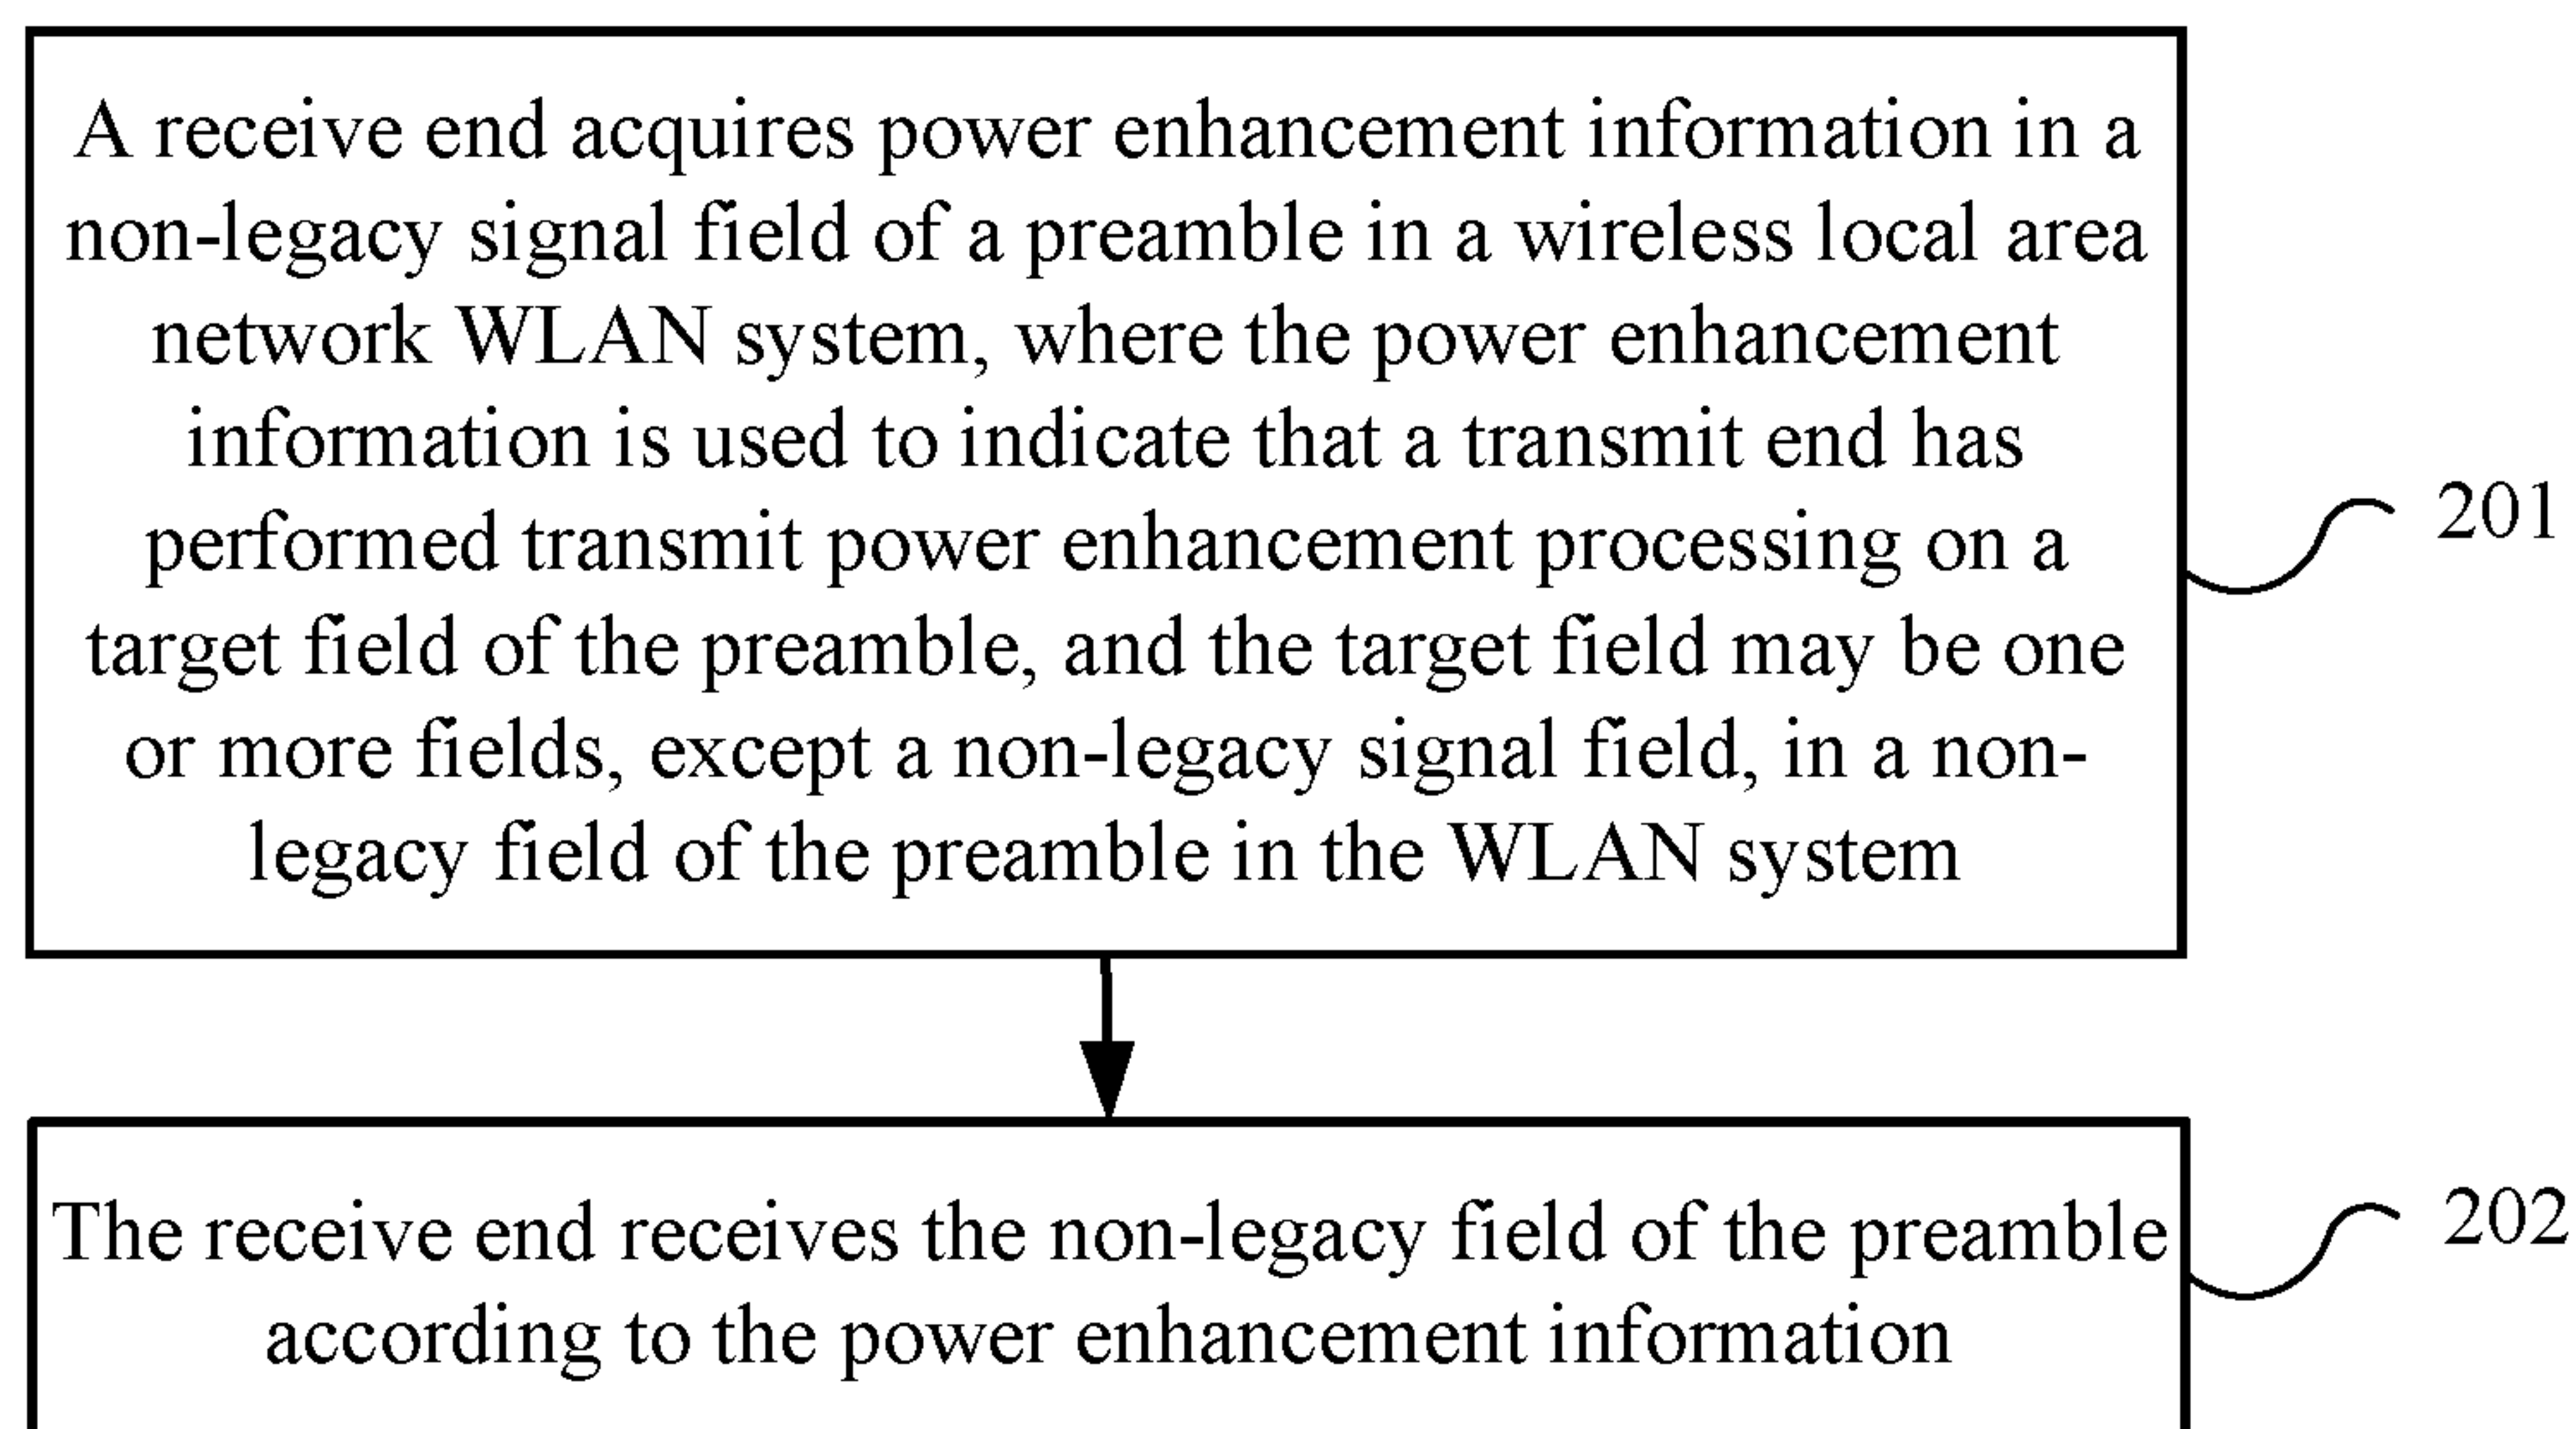 A receive end acquires power enhancement information in a
non-legacy signal field of a preamble in a wireless local area
network WLAN system, where the power enhancement
information is used to indicate that a transmit end has
performed transmit power enhancement processing on a
target field of the preamble, and the target field may be one
or more fields, except a non-legacy signal field, in a non-
legacy field of the preamble in the WLAN system
201
The receive end receives the non-legacy field of the preamble
according to the power enhancement information
202